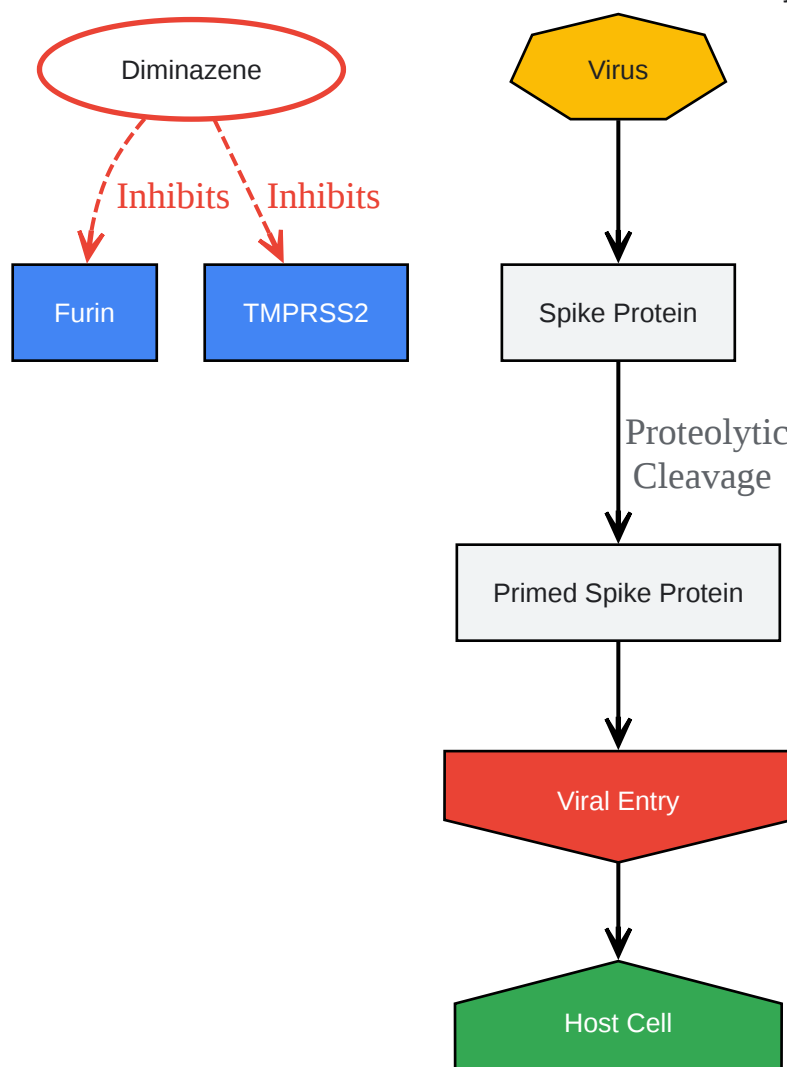 Diminazene
Virus
Inhibits
Inhibits
Furin
TMPRSS2
Spike Protein
Proteolytic
Cleavage
Primed Spike Protein
Viral Entry
Host Cell